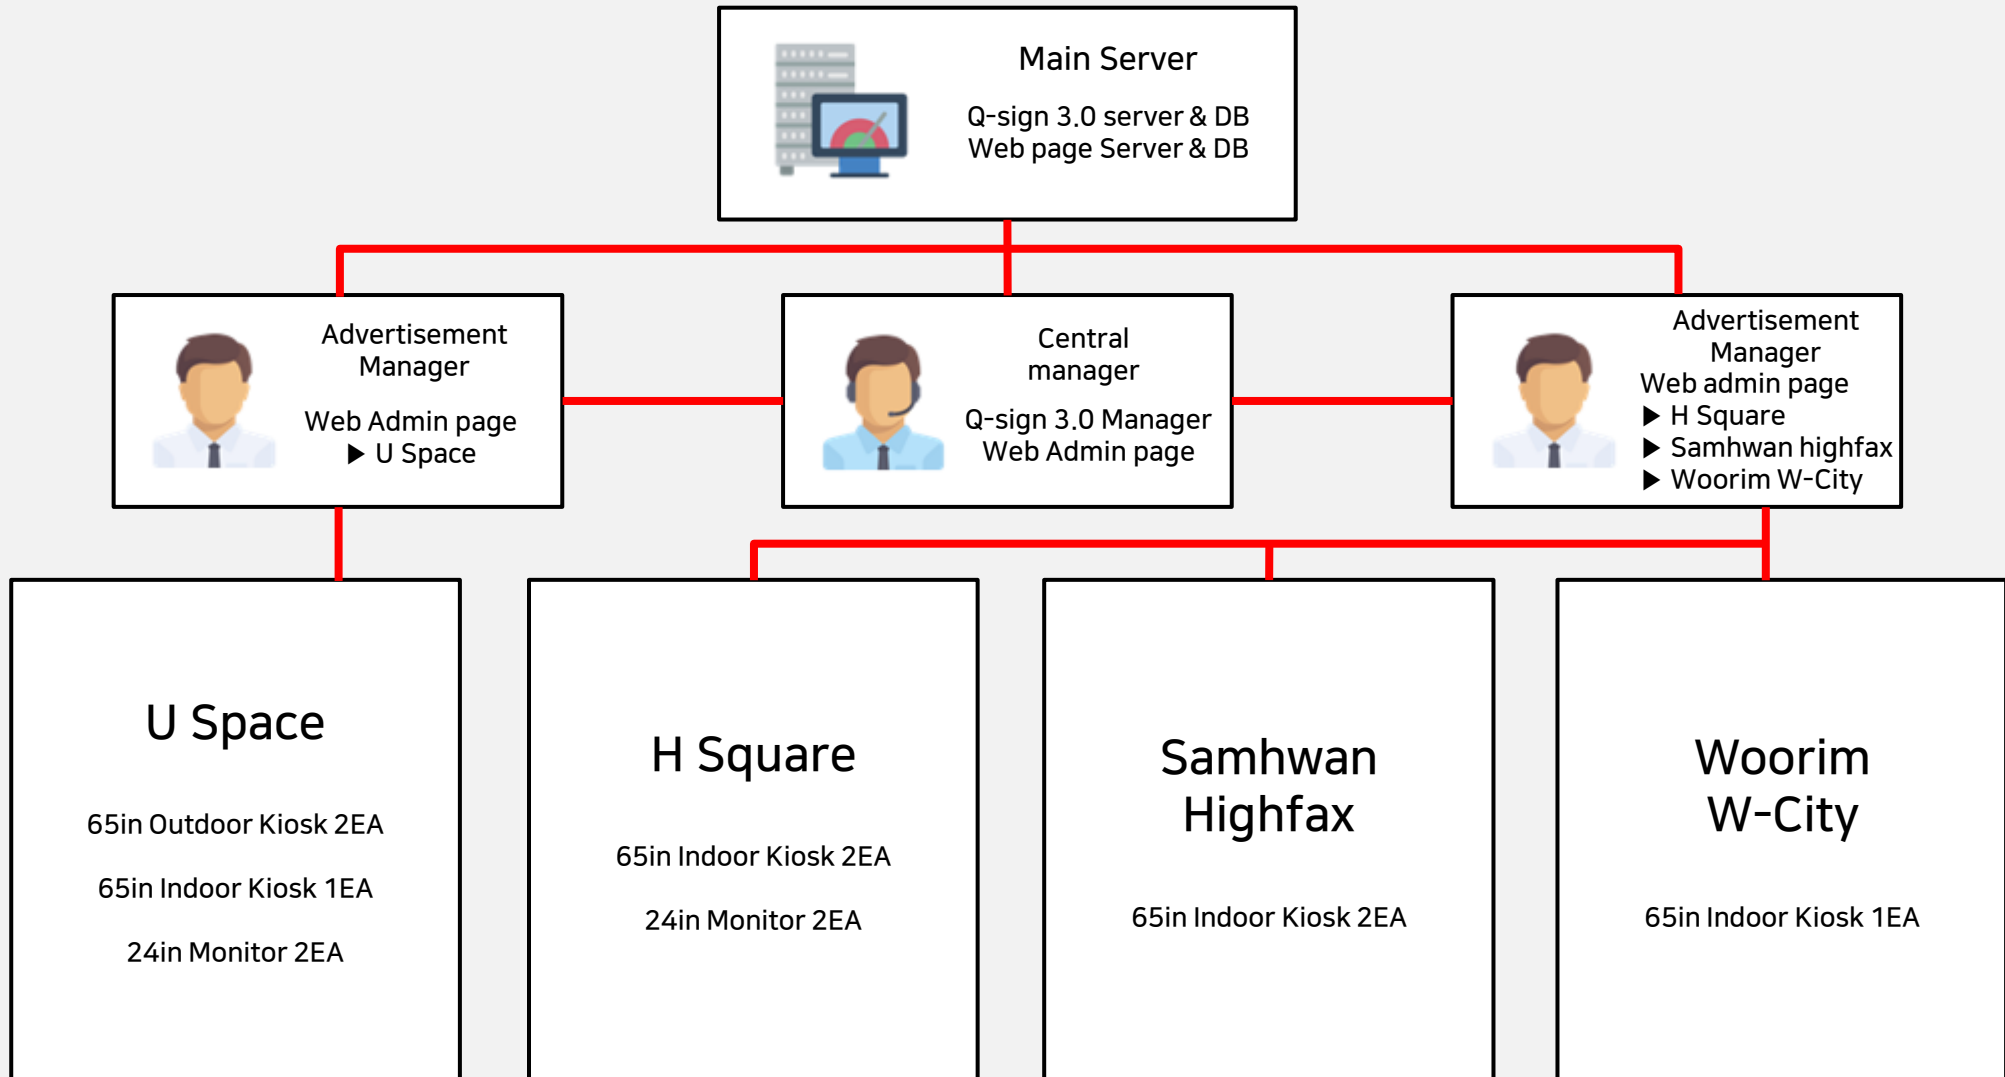 Main Server
Q-sign 3.0 server & DB
Web page Server & DB
Advertisement
Manager
Web Admin page
▶ U Space
Central
manager
Q-sign 3.0 Manager
Web Admin page
Advertisement
Manager
Web admin page
▶ H Square
▶ Samhwan highfax
▶ Woorim W-City
U Space
65in Outdoor Kiosk 2EA
65in Indoor Kiosk 1EA
24in Monitor 2EA
H Square
65in Indoor Kiosk 2EA
24in Monitor 2EA
Samhwan
Highfax
65in Indoor Kiosk 2EA
Woorim
W-City
65in Indoor Kiosk 1EA